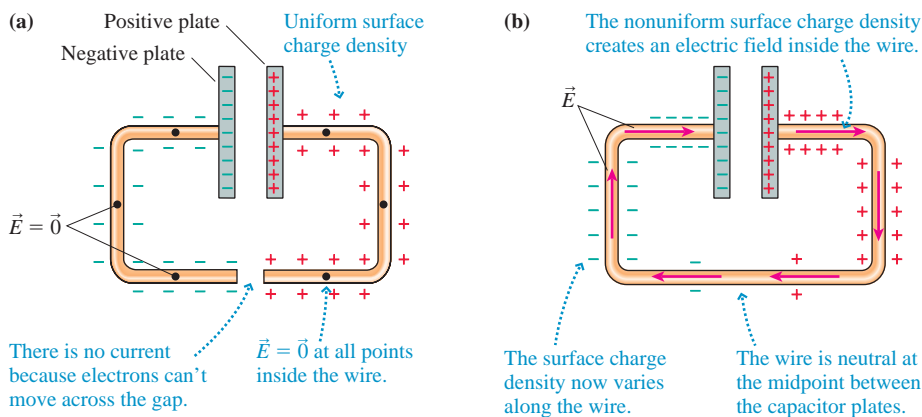 (a)
Positive plate
Negative plate
Uniform surface
charge density
E⃗ = 0⃗
There is no current
because electrons can't
move across the gap.
E⃗ = 0⃗ at all points
inside the wire.
(b)
The nonuniform surface charge density
creates an electric field inside the wire.
E⃗
The surface charge
density now varies
along the wire.
The wire is neutral at
the midpoint between
the capacitor plates.